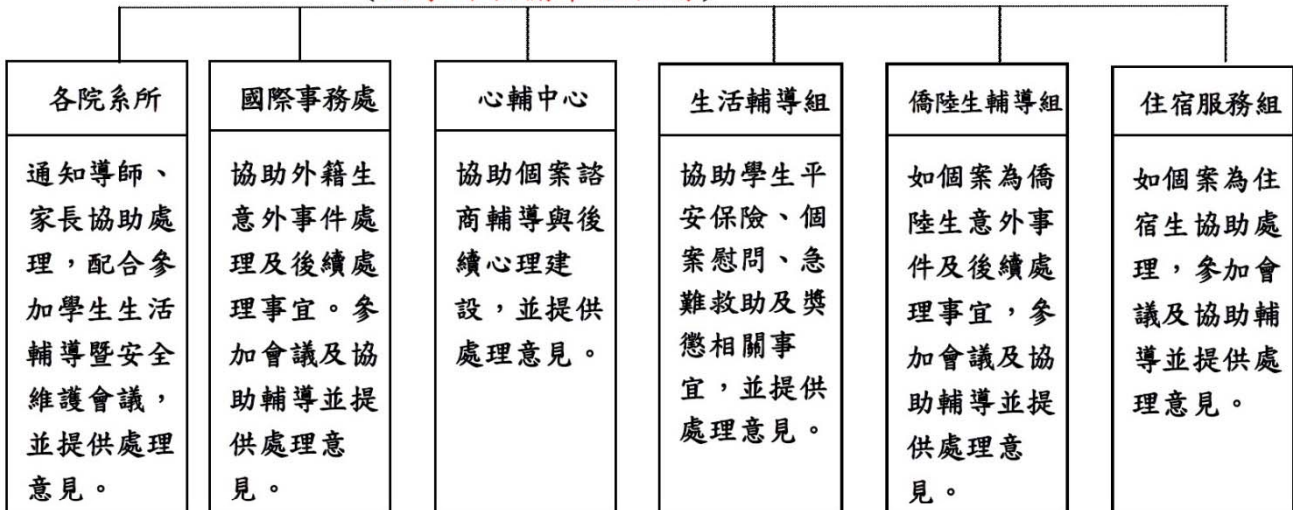 各院系所
通知導師、
家長協助處
理，配合參
加學生生活
輔導暨安全
維護會議，
並提供處理
意見。
國際事務處
協助外籍生
意外事件處
理及後續處
理事宜。參
加會議及協
助輔導並提
供處理意
見。
心輔中心
協助個案諮
商輔導與後
續心理建
設，並提供
處理意見。
生活輔導組
協助學生平
安保險、個
案慰問、急
難救助及獎
懲相關事
宜，並提供
處理意見。
僑陸生輔導組
如個案為僑
陸生意外事
件及後續處
理事宜，參
加會議及協
助輔導並提
供處理意
見。
住宿服務組
如個案為住
宿生協助處
理，參加會
議及協助輔
導並提供處
理意見。